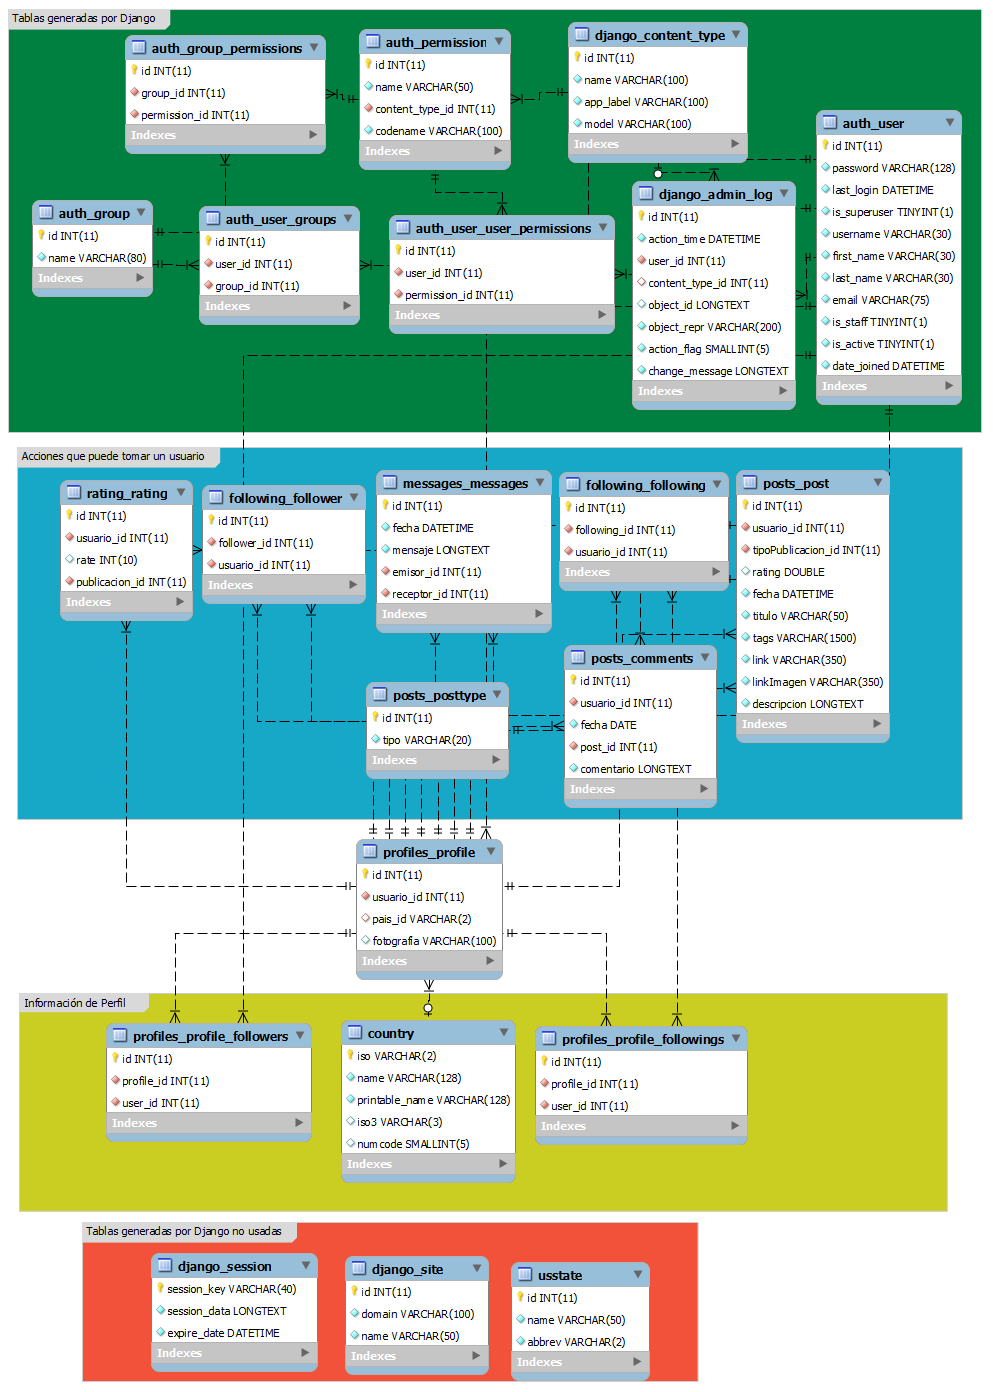 Tablas generadas por Django
auth_group_permissions
id INT(11)
group_id INT(11)
permission_id INT(11)
Indexes
auth_permission
id INT(11)
name VARCHAR(50)
content_type_id INT(11)
codename VARCHAR(100)
Indexes
django_content_type
id INT(11)
name VARCHAR(100)
app_label VARCHAR(100)
model VARCHAR(100)
Indexes
auth_user
id INT(11)
password VARCHAR(128)
last_login DATETIME
is_superuser TINYINT(1)
username VARCHAR(30)
first_name VARCHAR(30)
last_name VARCHAR(30)
email VARCHAR(75)
is_staff TINYINT(1)
is_active TINYINT(1)
date_joined DATETIME
Indexes
auth_group
id INT(11)
name VARCHAR(80)
Indexes
auth_user_groups
id INT(11)
user_id INT(11)
group_id INT(11)
Indexes
auth_user_user_permissions
id INT(11)
user_id INT(11)
permission_id INT(11)
Indexes
django_admin_log
id INT(11)
action_time DATETIME
user_id INT(11)
content_type_id INT(11)
object_id LONGTEXT
object_repr VARCHAR(200)
action_flag SMALLINT(5)
change_message LONGTEXT
Indexes
Acciones que puede tomar un usuario
rating_rating
id INT(11)
usuario_id INT(11)
rate INT(10)
publicacion_id INT(11)
Indexes
following_follower
id INT(11)
follower_id INT(11)
usuario_id INT(11)
Indexes
messages_messages
id INT(11)
fecha DATETIME
mensaje LONGTEXT
emisor_id INT(11)
receptor_id INT(11)
Indexes
following_following
id INT(11)
following_id INT(11)
usuario_id INT(11)
Indexes
posts_post
id INT(11)
usuario_id INT(11)
tipoPublicacion_id INT(11)
rating DOUBLE
fecha DATETIME
titulo VARCHAR(50)
tags VARCHAR(1500)
link VARCHAR(350)
linkImagen VARCHAR(350)
descripcion LONGTEXT
Indexes
posts_posttype
id INT(11)
tipo VARCHAR(20)
Indexes
posts_comments
id INT(11)
usuario_id INT(11)
fecha DATE
post_id INT(11)
comentario LONGTEXT
Indexes
profiles_profile
id INT(11)
usuario_id INT(11)
pais_id VARCHAR(2)
fotografia VARCHAR(100)
Indexes
Información de Perfil
profiles_profile_followers
id INT(11)
profile_id INT(11)
user_id INT(11)
Indexes
country
iso VARCHAR(2)
name VARCHAR(128)
printable_name VARCHAR(128)
iso3 VARCHAR(3)
numcode SMALLINT(5)
Indexes
profiles_profile_followings
id INT(11)
profile_id INT(11)
user_id INT(11)
Indexes
Tablas generadas por Django no usadas
django_session
session_key VARCHAR(40)
session_data LONGTEXT
expire_date DATETIME
Indexes
django_site
id INT(11)
domain VARCHAR(100)
name VARCHAR(50)
Indexes
usstate
id INT(11)
name VARCHAR(50)
abbrev VARCHAR(2)
Indexes